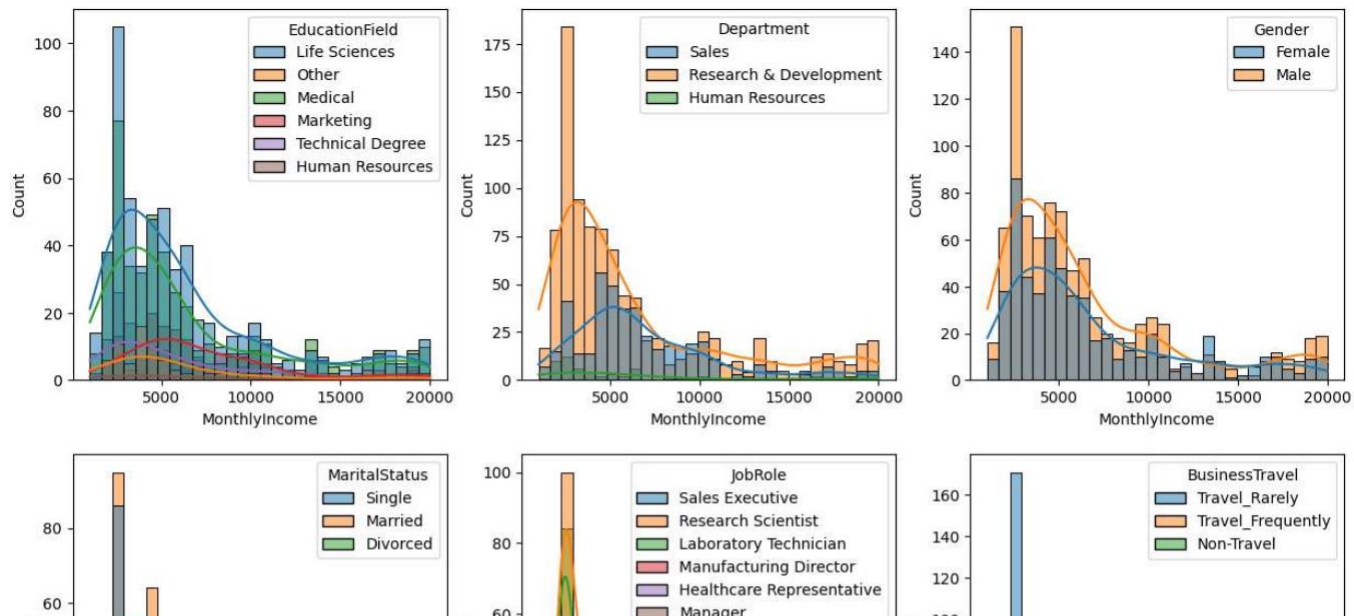 EducationField
Life Sciences
Other
Medical
Marketing
Technical Degree
Human Resources
100
80
60
40
20
0
Count
5000 10000 15000 20000
MonthlyIncome
Department
Sales
Research & Development
Human Resources
175
150
125
100
75
50
25
0
Count
5000 10000 15000 20000
MonthlyIncome
Gender
Female
Male
140
120
100
80
60
40
20
0
Count
5000 10000 15000 20000
MonthlyIncome
MaritalStatus
Single
Married
Divorced
80
60
JobRole
Sales Executive
Research Scientist
Laboratory Technician
Manufacturing Director
Healthcare Representative
Manager
100
80
60
BusinessTravel
Travel_Rarely
Travel_Frequently
Non-Travel
160
140
120
100